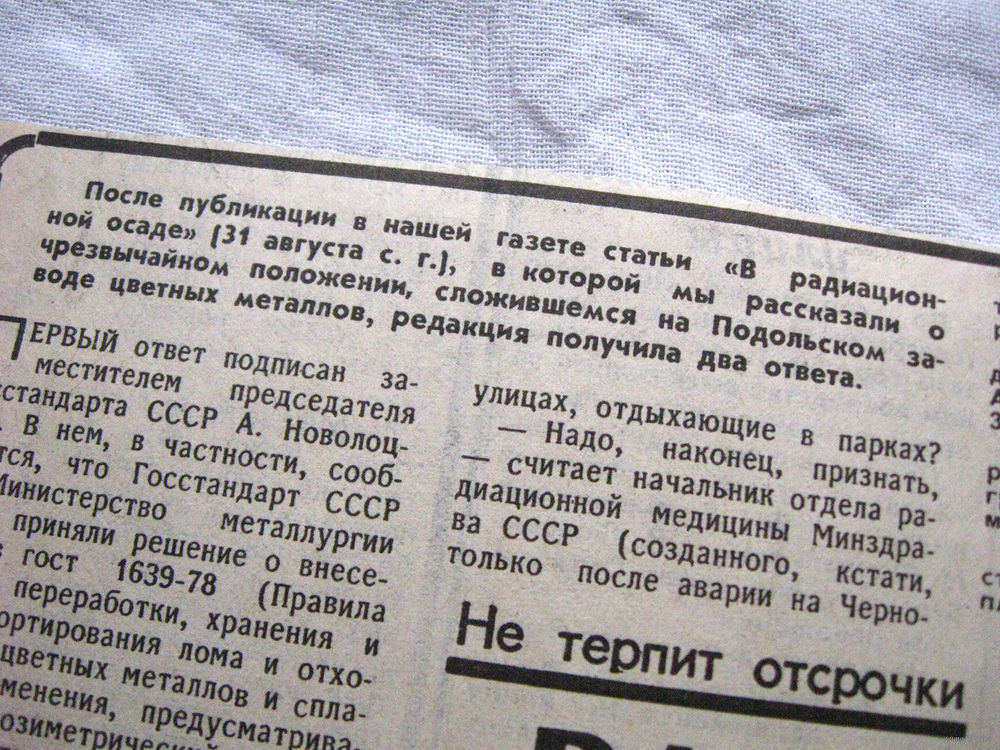 После публикации в нашей газете статьи «В радиацион-
ной осаде» (31 августа с. г.), в которой мы рассказали о
чрезвычайном положении, сложившемся на Подольском за-
воде цветных металлов, редакция получила два ответа.
ПЕРВЫЙ ответ подписан за-
местителем председателя
сстандарта СССР А. Новолоц-
. В нем, в частности, сооб-
тся, что Госстандарт СССР
Министерство металлургии
приняли решение о внесе-
в гост 1639-78 (Правила
переработки, хранения и
ортирования лома и отхо-
цветных металлов и спла-
менения, предусматрива-
озиметрический
улицах, отдыхающие в парках?
— Надо, наконец, признать,
— считает начальник отдела ра-
диационной медицины Минздра-
ва СССР (созданного, кстати,
только после аварии на Черно-
Не терпит отсрочки